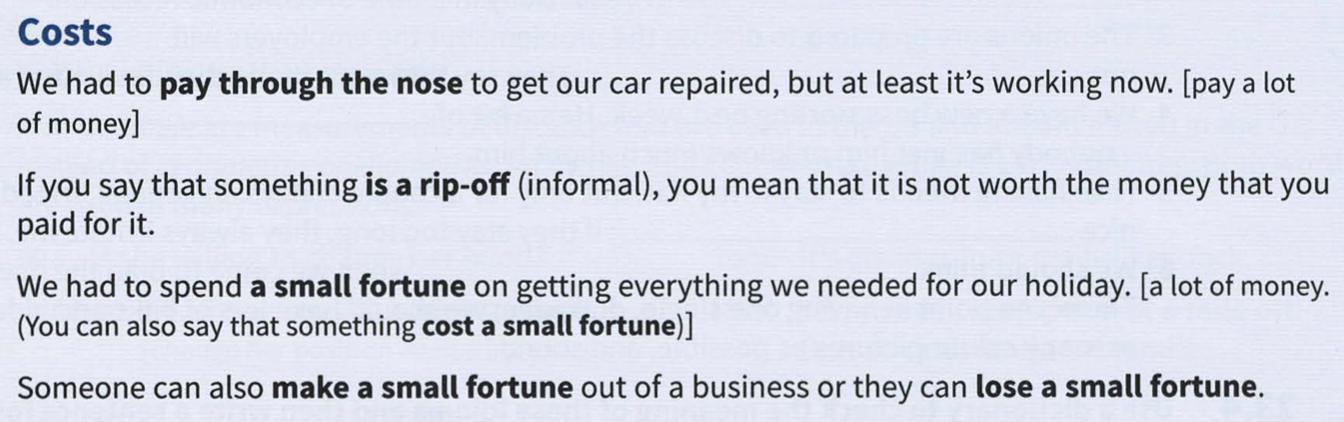 Costs
We had to pay through the nose to get our car repaired, but at least it’s working now. [pay a lot
of money]
If you say that something is a rip-off (informal), you mean that it is not worth the money that you
paid for it.
We had to spend a small fortune on getting everything we needed for our holiday. [a lot of money.
(You can also say that something cost a small fortune)]
Someone can also make a small fortune out of a business or they can lose a small fortune.